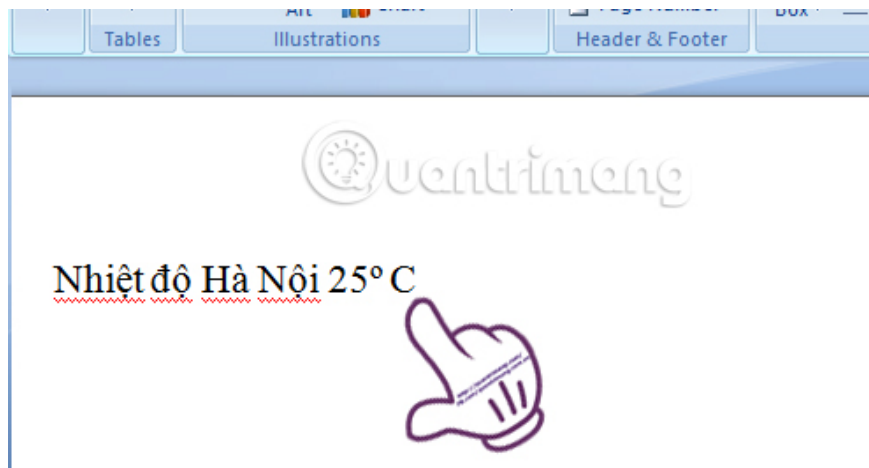 Tables
Illustrations
Header & Footer
Quantrimang
Nhiệt độ Hà Nội 25º C